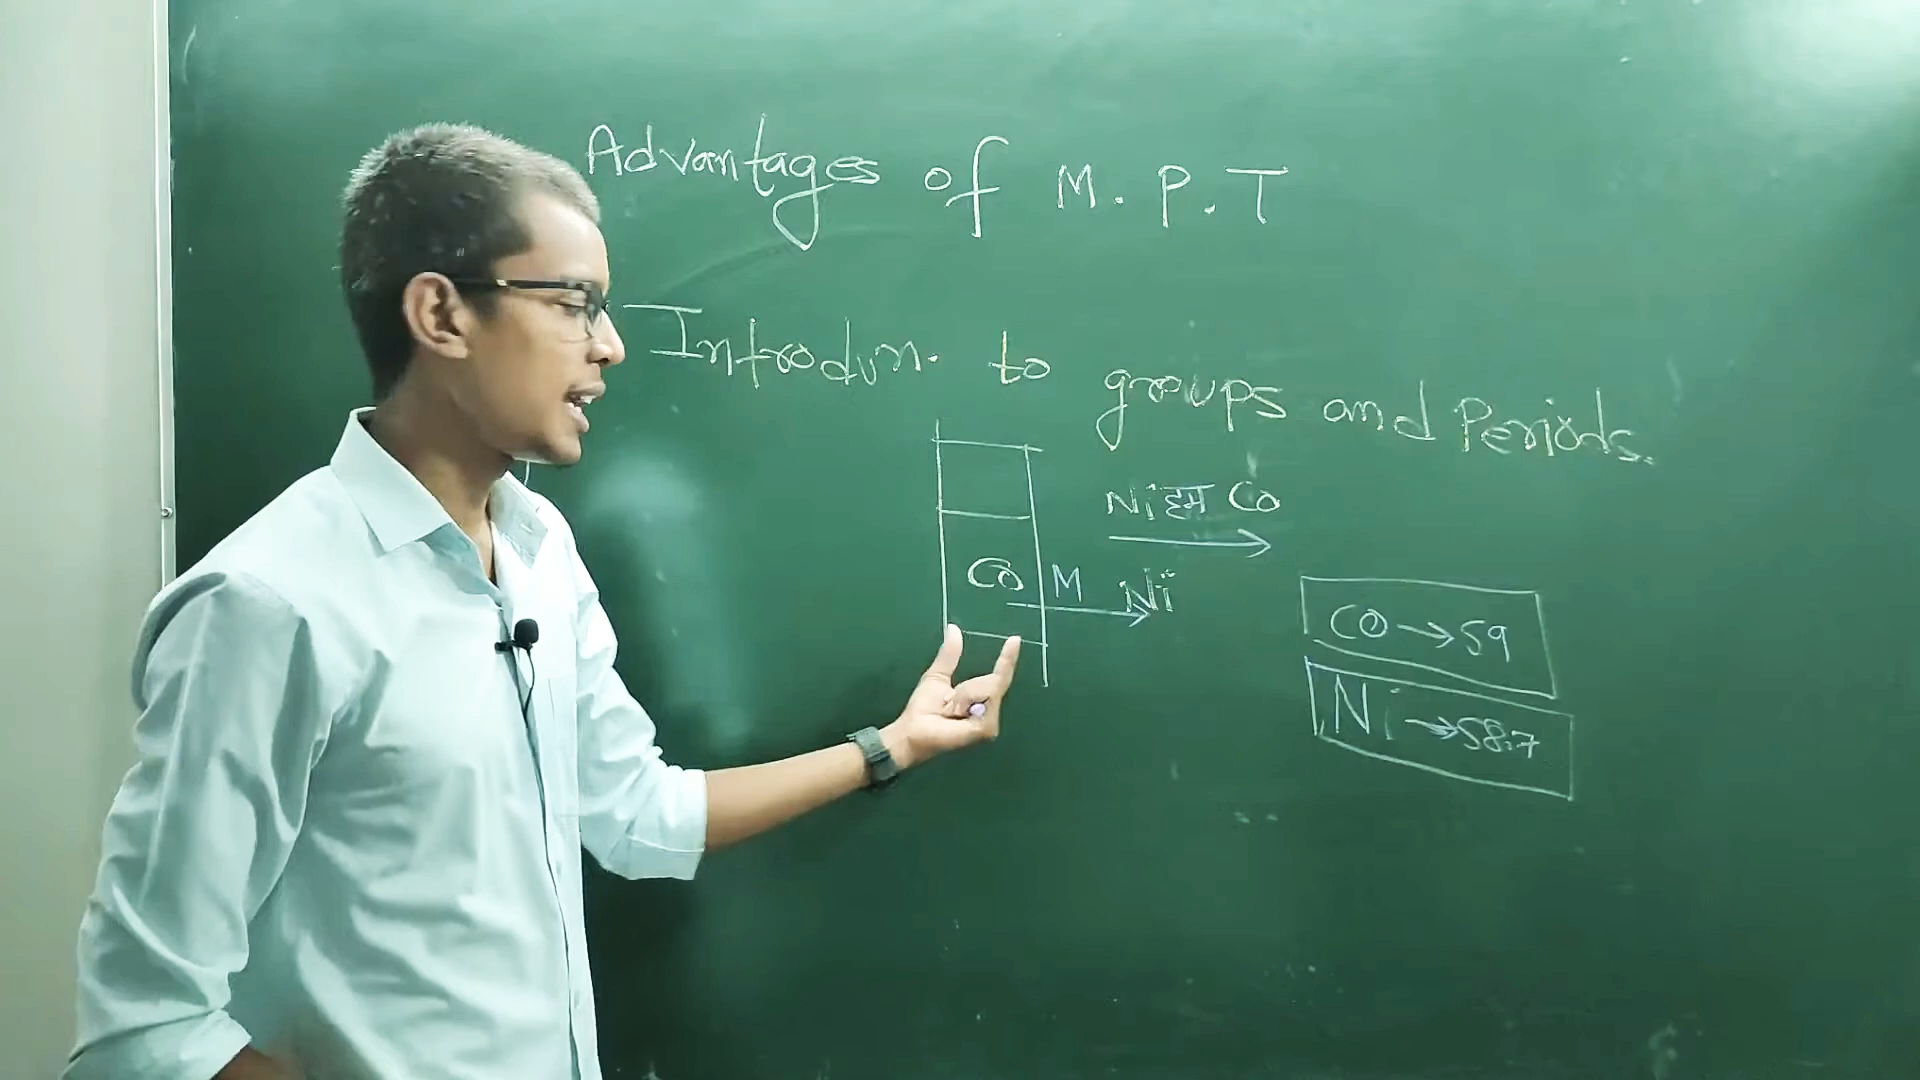 Advantages of M.P.T
Introdun. to groups and Periods.
Ni Co
Co M Ni
Co → 59
Ni → 58.7